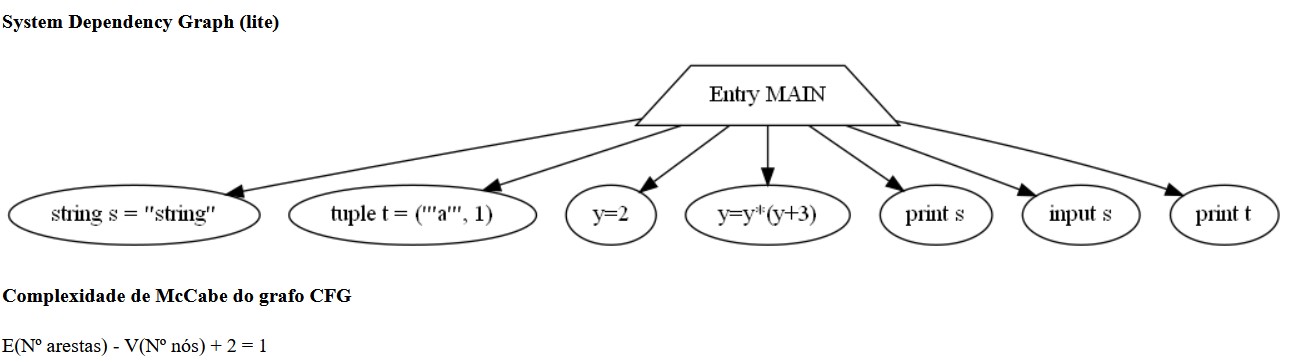 System Dependency Graph (lite)
Entry MAIN
string s = "string"
tuple t = ("'a'", 1)
y=2
y=y*(y+3)
print s
input s
print t
Complexidade de McCabe do grafo CFG
E(Nº arestas) - V(Nº nós) + 2 = 1